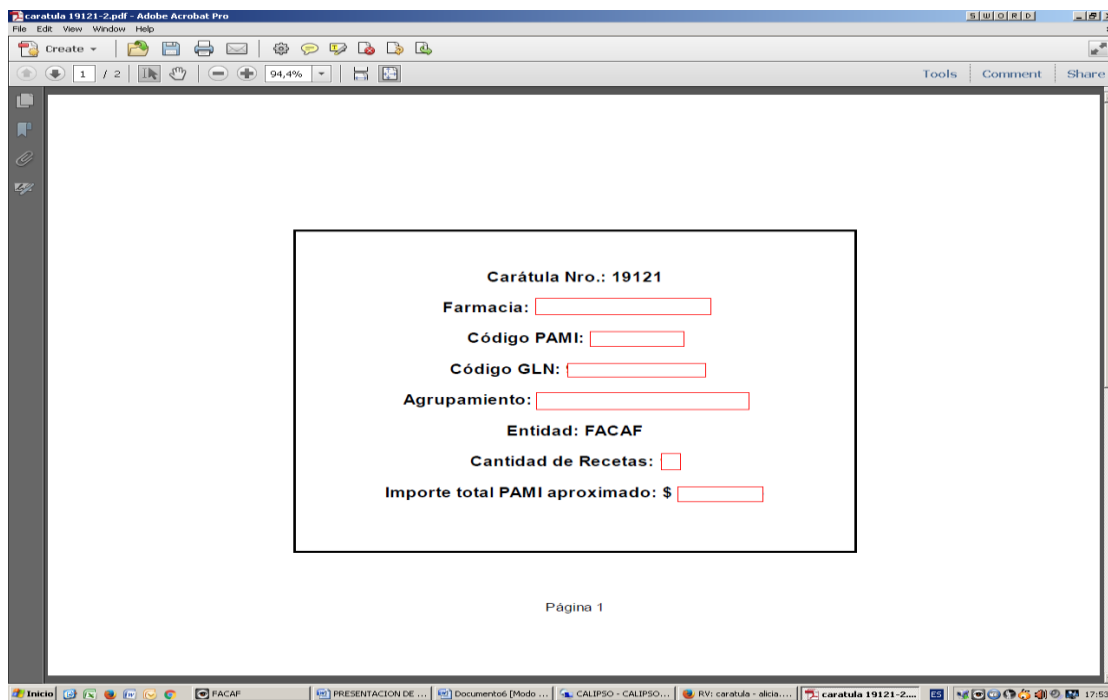 caratula 19121-2.pdf - Adobe Acrobat Pro
S W O R D
File Edit View Window Help
Create
1 / 2 94,4% Tools Comment Share
Carátula Nro.: 19121
Farmacia:
Código PAMI:
Código GLN:
Agrupamiento:
Entidad: FACAF
Cantidad de Recetas:
Importe total PAMI aproximado: $
Página 1
Inicio FACAF PRESENTACION DE ... Documento6 [Modo ... CALIPSO - CALIPSO... RV: caratula - alicia.... caratula 19121-2.... ES